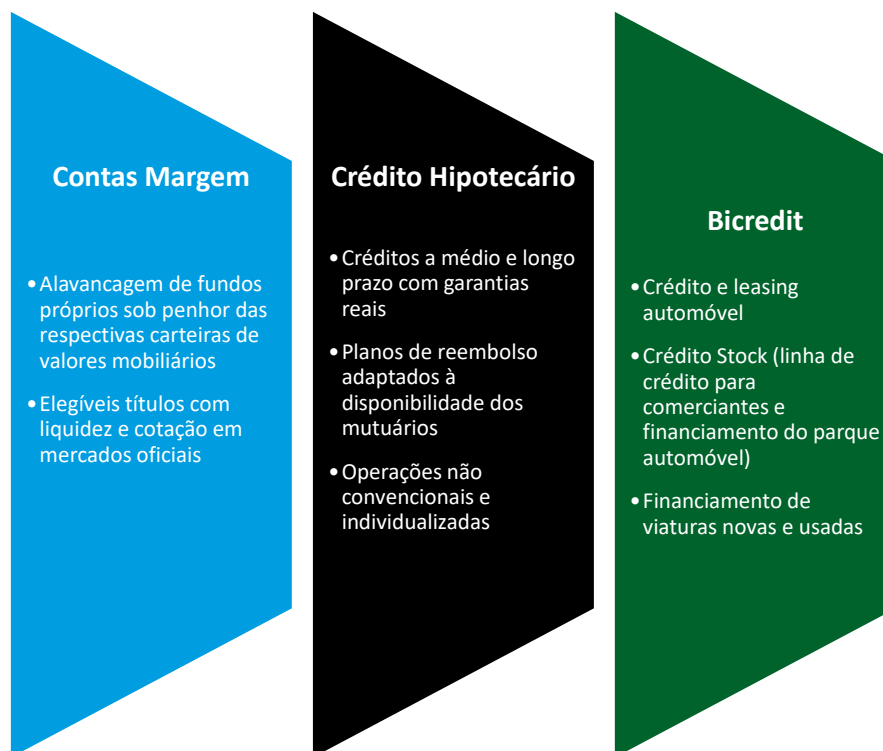 Contas Margem
•Alavancagem de fundos
próprios sob penhor das
respectivas carteiras de
valores mobiliários
•Elegíveis títulos com
liquidez e cotação em
mercados oficiais
Crédito Hipotecário
•Créditos a médio e longo
prazo com garantias
reais
•Planos de reembolso
adaptados à
disponibilidade dos
mutuários
•Operações não
convencionais e
individualizadas
Bicredit
•Crédito e leasing
automóvel
•Crédito Stock (linha de
crédito para
comerciantes e
financiamento do parque
automóvel)
•Financiamento de
viaturas novas e usadas